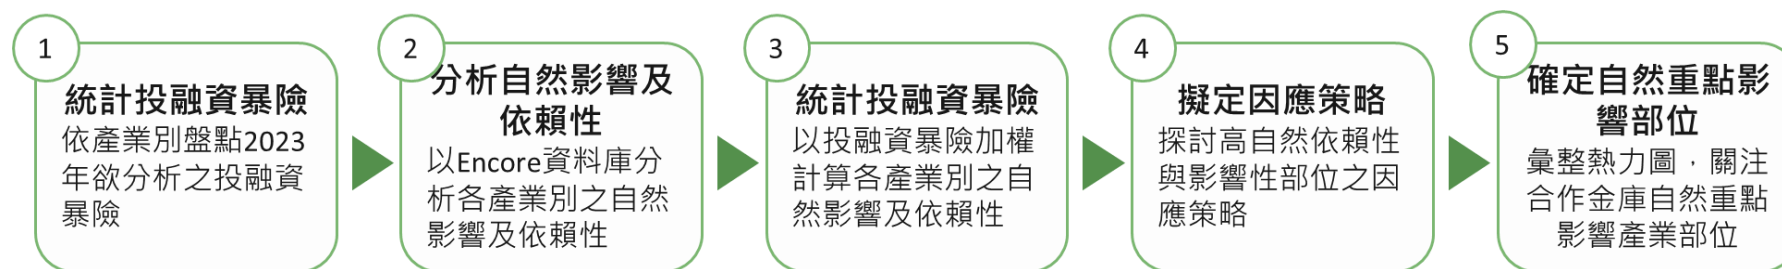 1
統計投融資暴險
依產業別盤點2023
年欲分析之投融資
暴險
2
分析自然影響及
依賴性
以Encore資料庫分
析各產業別之自然
影響及依賴性
3
統計投融資暴險
以投融資暴險加權
計算各產業別之自
然影響及依賴性
4
擬定因應策略
探討高自然依賴性
與影響性部位之因
應策略
5
確定自然重點影
響部位
彙整熱力圖，關注
合作金庫自然重點
影響產業部位